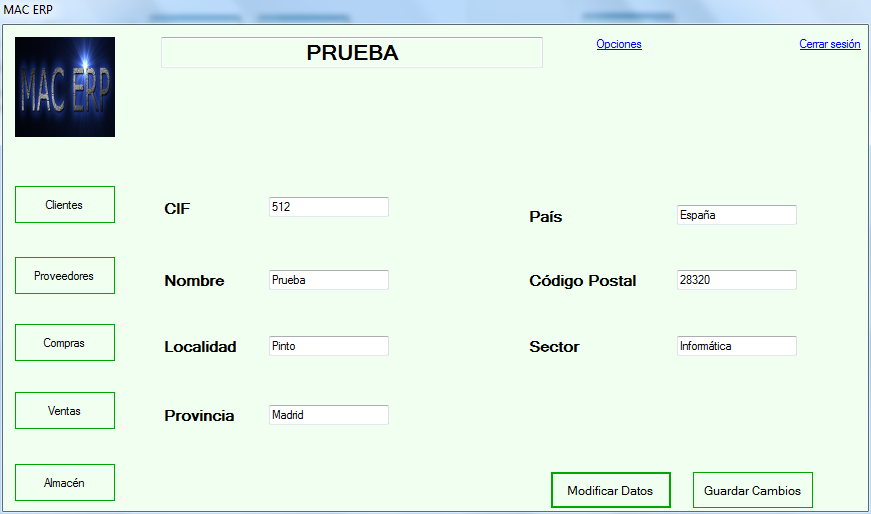 MAC ERP
MAC ERP
PRUEBA
Opciones
Cerrar sesión
Clientes
CIF
512
País
España
Proveedores
Nombre
Prueba
Código Postal
28320
Compras
Localidad
Pinto
Sector
Informática
Ventas
Provincia
Madrid
Almacén
Modificar Datos
Guardar Cambios